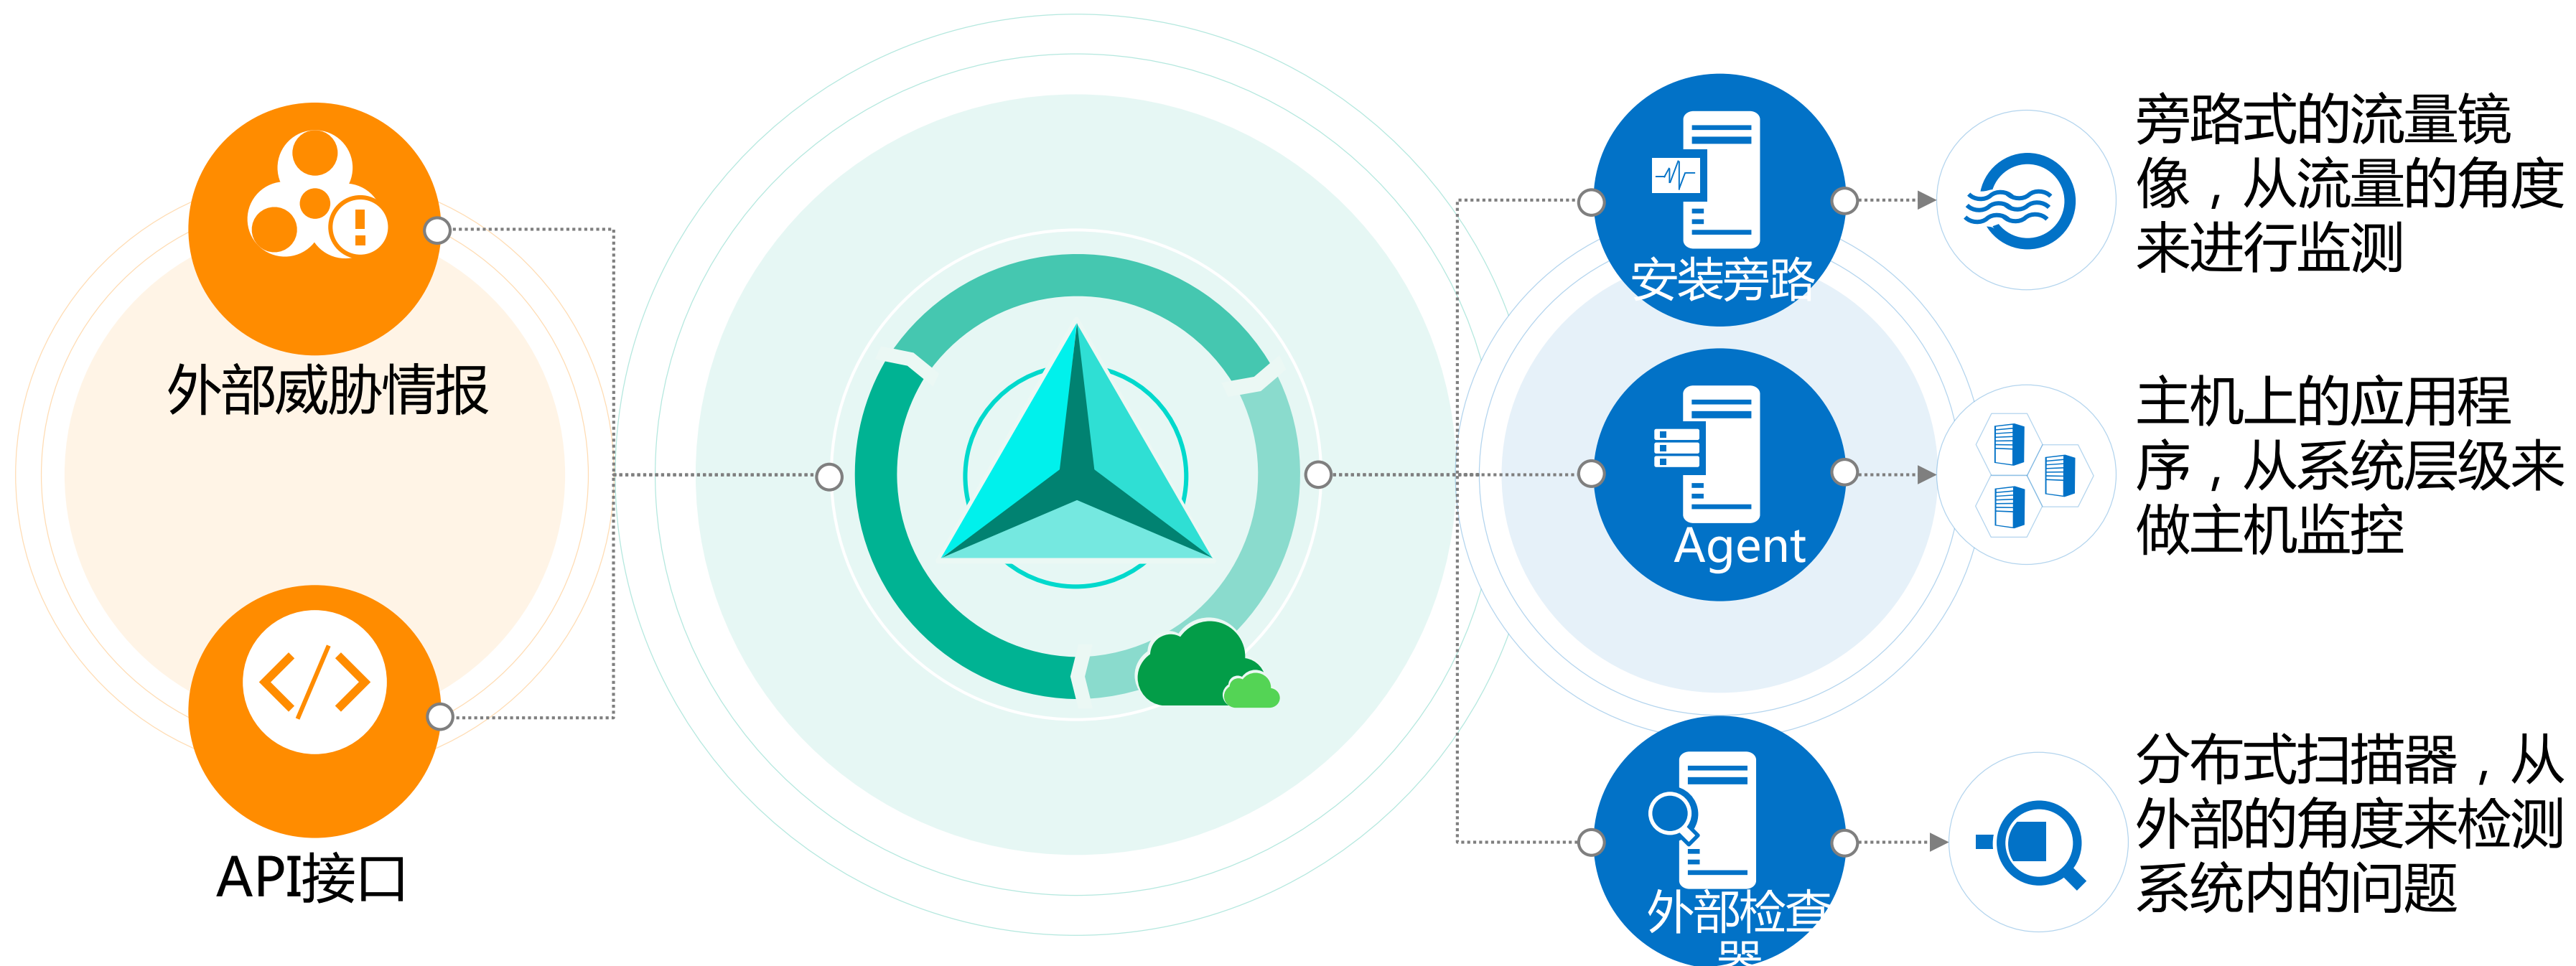 外部威胁情报
API接口
安装旁路
旁路式的流量镜
像，从流量的角度
来进行监测
Agent
主机上的应用程
序，从系统层级来
做主机监控
外部检查
器
分布式扫描器，从
外部的角度来检测
系统内的问题